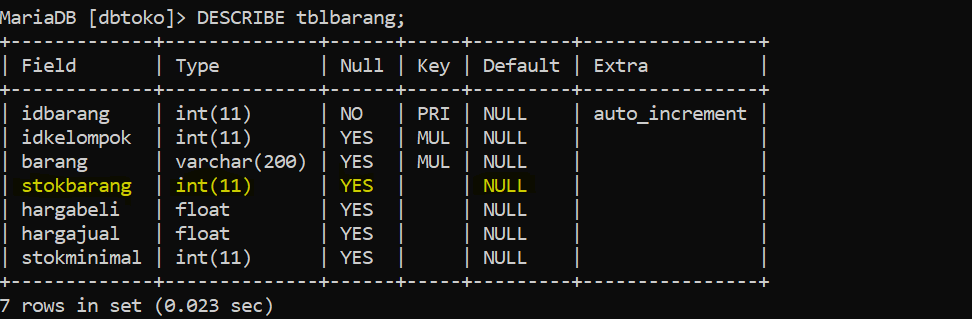 MariaDB [dbtoko]> DESCRIBE tblbarang;
+-------------+--------------+------+-----+---------+----------------+
| Field       | Type         | Null | Key | Default | Extra          |
+-------------+--------------+------+-----+---------+----------------+
| idbarang    | int(11)      | NO   | PRI | NULL    | auto_increment |
| idkelompok  | int(11)      | YES  | MUL | NULL    |                |
| barang      | varchar(200) | YES  | MUL | NULL    |                |
| stokbarang  | int(11)      | YES  |     | NULL    |                |
| hargabeli   | float        | YES  |     | NULL    |                |
| hargajual   | float        | YES  |     | NULL    |                |
| stokminimal | int(11)      | YES  |     | NULL    |                |
+-------------+--------------+------+-----+---------+----------------+
7 rows in set (0.023 sec)